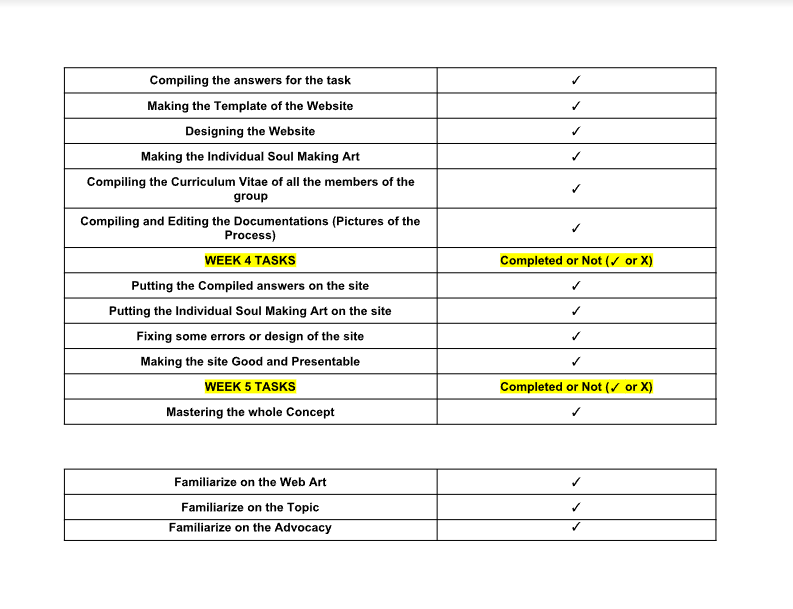 Compiling the answers for the task ✓
Making the Template of the Website ✓
Designing the Website ✓
Making the Individual Soul Making Art ✓
Compiling the Curriculum Vitae of all the members of the
group ✓
Compiling and Editing the Documentations (Pictures of the
Process) ✓
WEEK 4 TASKS Completed or Not (✓ or X)
Putting the Compiled answers on the site ✓
Putting the Individual Soul Making Art on the site ✓
Fixing some errors or design of the site ✓
Making the site Good and Presentable ✓
WEEK 5 TASKS Completed or Not (✓ or X)
Mastering the whole Concept ✓
Familiarize on the Web Art ✓
Familiarize on the Topic ✓
Familiarize on the Advocacy ✓